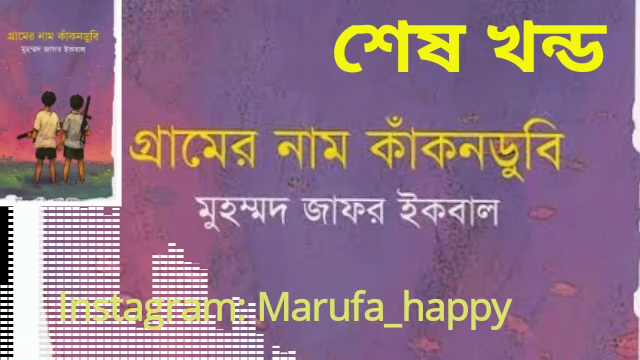 শেষ খন্ড
গ্রামের নাম কাঁকনডুবি
মুহম্মদ জাফর ইকবাল
গ্রামের নাম কাঁকনডুবি
মুহম্মদ জাফর ইকবাল
Instagram: Marufa_happy